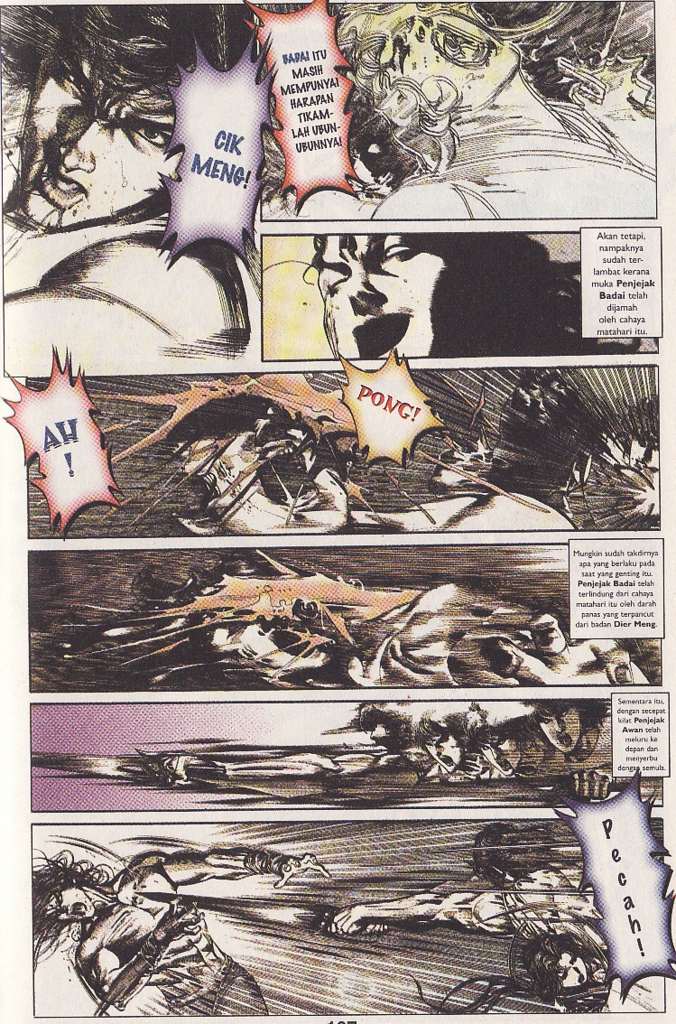 CIK
MENG!
BADAI ITU
MASIH
MEMPUNYAI
HARAPAN
TIKAM-
LAH UBUN-
UBUNNYA!
Akan tetapi,
nampaknya
sudah ter-
lambat kerana
muka Penjejak
Badai telah
dijamah
oleh cahaya
matahari itu.
AH
!
PONG!
Mungkin sudah takdirnya
apa yang berlaku pada
saat yang genting itu.
Penjejak Badai telah
terlindung dari cahaya
matahari itu oleh darah
panas yang terpancut
dari badan Dier Meng.
Sementara itu,
dengan secepat
kilat Penjejak
Awan telah
meluru ke
depan dan
menyerbu
dengan semula.
Pecah!
107